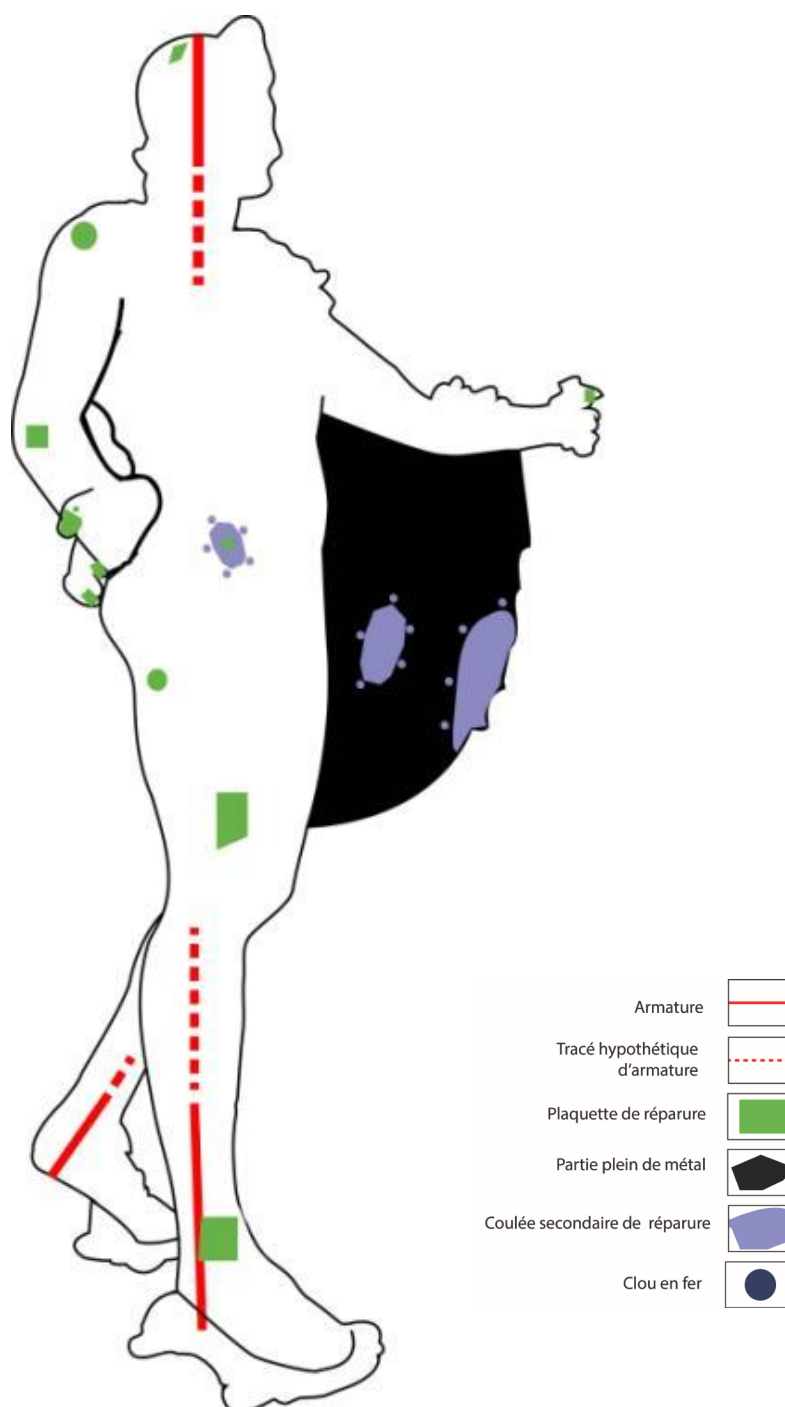 Armature
Tracé hypothétique
d'armature
Plaquette de réparure
Partie plein de métal
Coulée secondaire de réparure
Clou en fer